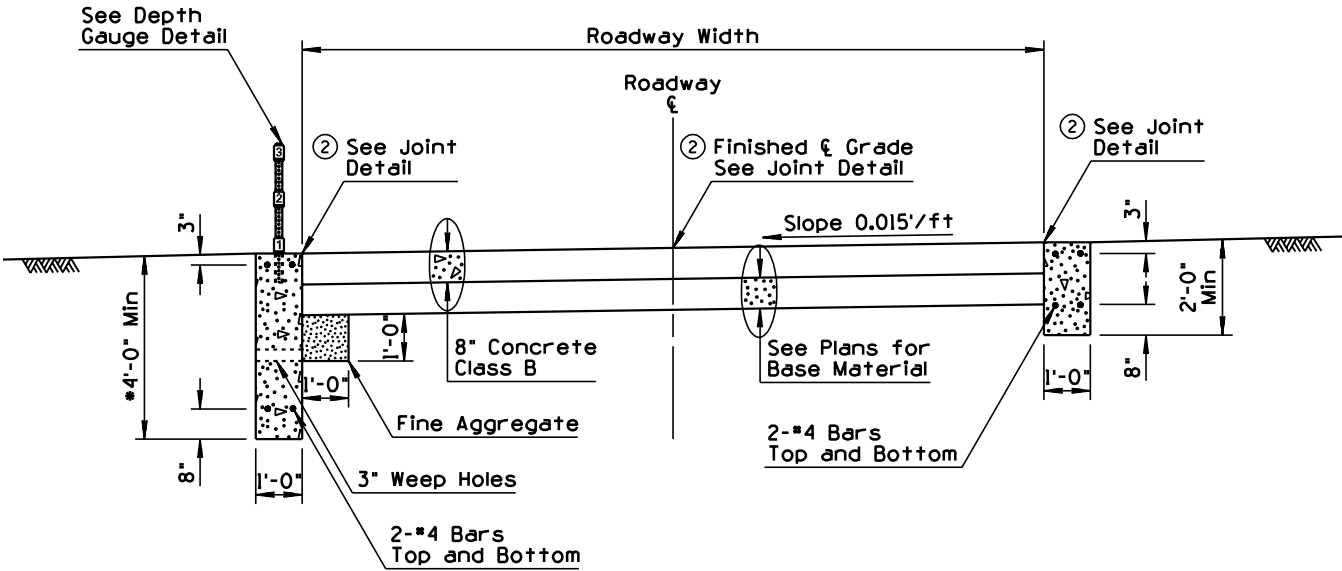 See Depth
Gauge Detail
Roadway Width
Roadway
℄
② See Joint
Detail
② Finished ℄ Grade
See Joint Detail
② See Joint
Detail
Slope 0.015'/ft
3
2
1
3"
3"
*4'-0" Min
2'-0"
Min
1'-0"
8" Concrete
Class B
See Plans for
Base Material
1'-0"
1'-0"
8"
Fine Aggregate
2-#4 Bars
Top and Bottom
8"
1'-0"
3" Weep Holes
2-#4 Bars
Top and Bottom